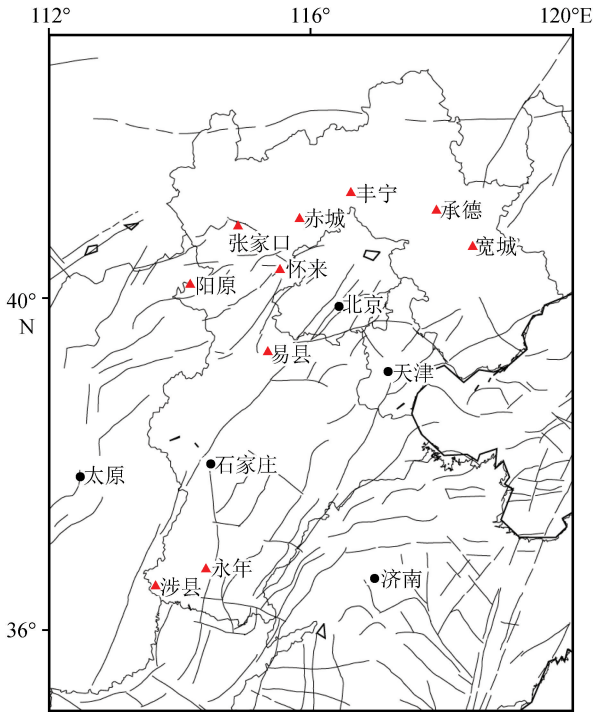 112°
116°
120°E
丰宁
承德
赤城
张家口
宽城
怀来
阳原
40°
N
北京
易县
天津
石家庄
太原
永年
济南
涉县
36°